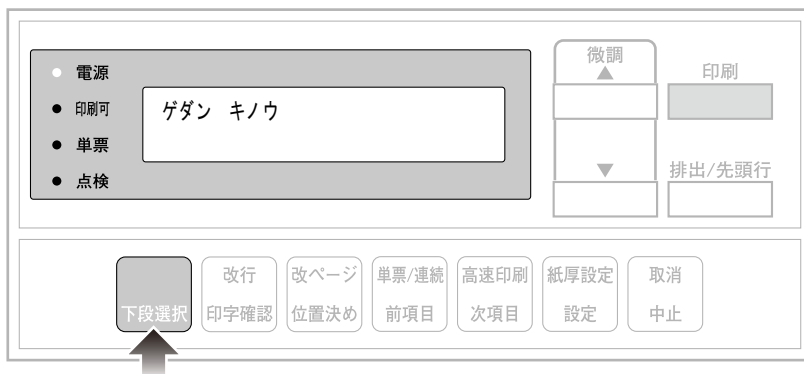 電源
印刷可
単票
点検
ゲダン キノウ
微調
▲
▼
印刷
排出/先頭行
下段選択
改行
印字確認
改ページ
位置決め
単票/連続
前項目
高速印刷
次項目
紙厚設定
設定
取消
中止